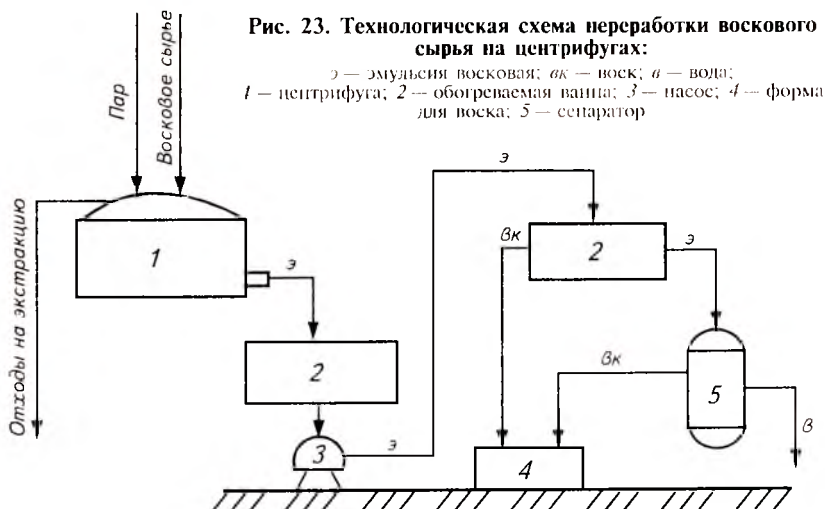 Рис. 23. Технологическая схема переработки воскового
сырья на центрифугах:
э — эмульсия восковая; вк — воск; в — вода;
1 — центрифуга; 2 — обогреваемая ванна; 3 — насос; 4 — форма
для воска; 5 — сепаратор
Пар
Восковое сырье
Отходы на экстракцию
1
э
2
3
э
э
2
вк
э
вк
5
в
4